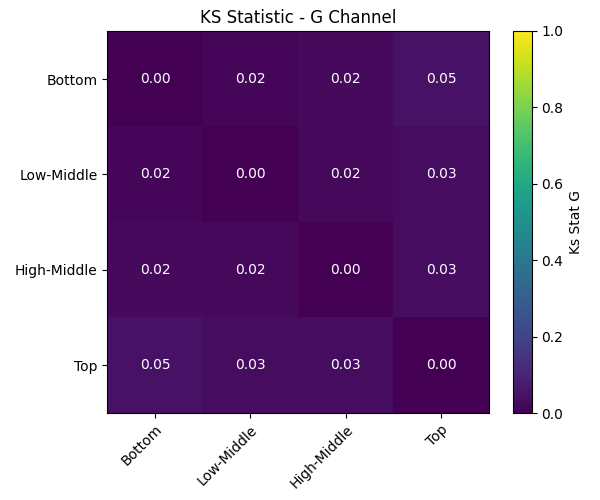 KS Statistic - G Channel
Bottom 0.00 0.02 0.02 0.05
Low-Middle 0.02 0.00 0.02 0.03
High-Middle 0.02 0.02 0.00 0.03
Top 0.05 0.03 0.03 0.00
Bottom Low-Middle High-Middle Top
1.0
0.8
0.6
0.4
0.2
0.0
Ks Stat G